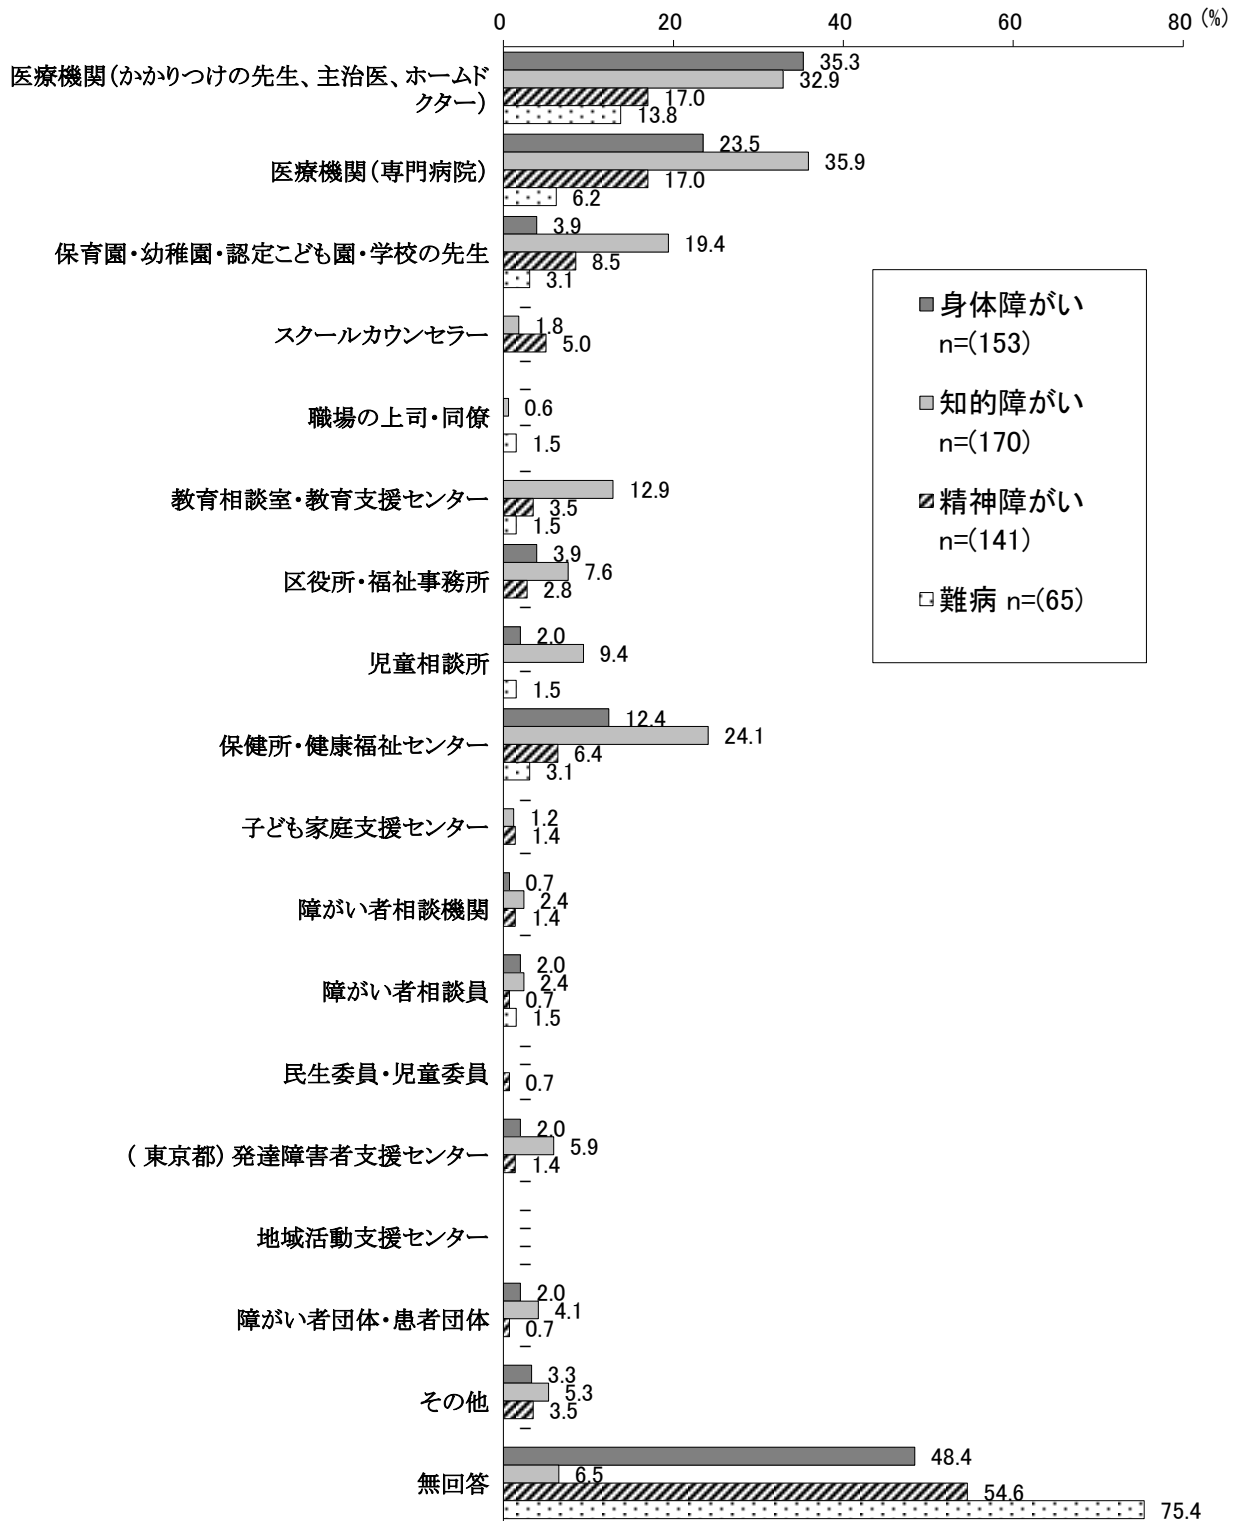 0 20 40 60 80 (%)
医療機関(かかりつけの先生、主治医、ホームド
クター)
35.3
32.9
17.0
13.8
医療機関(専門病院)
23.5
35.9
17.0
6.2
保育園・幼稚園・認定こども園・学校の先生
3.9
19.4
8.5
3.1
スクールカウンセラー
–
1.8
5.0
–
職場の上司・同僚
–
0.6
–
1.5
教育相談室・教育支援センター
–
12.9
3.5
1.5
区役所・福祉事務所
3.9
7.6
2.8
–
児童相談所
2.0
9.4
–
1.5
保健所・健康福祉センター
12.4
24.1
6.4
3.1
子ども家庭支援センター
–
1.2
1.4
–
障がい者相談機関
0.7
2.4
1.4
–
障がい者相談員
2.0
2.4
0.7
1.5
民生委員・児童委員
–
–
0.7
–
( 東京都) 発達障害者支援センター
2.0
5.9
1.4
–
地域活動支援センター
–
–
–
–
障がい者団体・患者団体
2.0
4.1
0.7
–
その他
3.3
5.3
3.5
–
無回答
48.4
6.5
54.6
75.4
身体障がい
n=(153)
知的障がい
n=(170)
精神障がい
n=(141)
難病 n=(65)